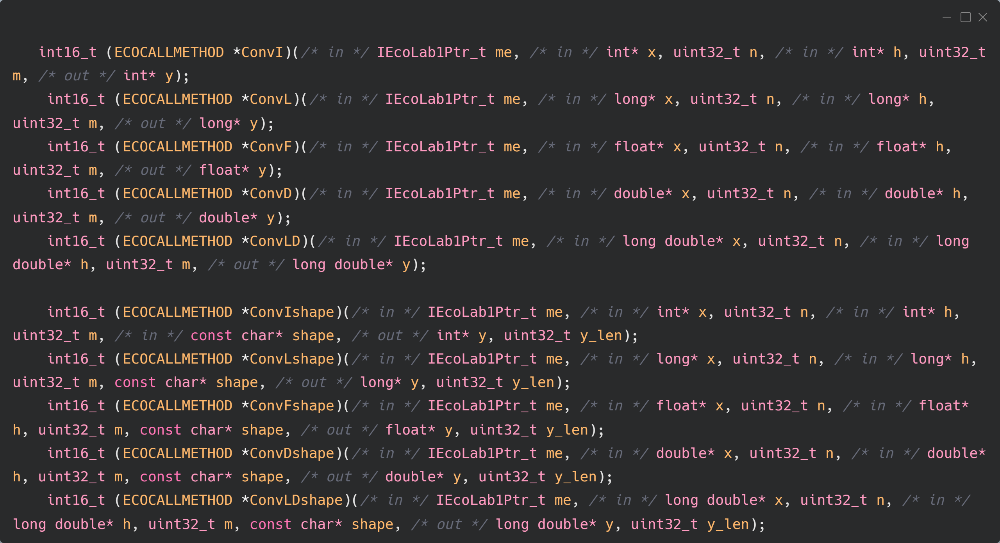 int16_t (ECOCALLMETHOD *ConvI)(/* in */ IEcoLab1Ptr_t me, /* in */ int* x, uint32_t n, /* in */ int* h, uint32_t
m, /* out */ int* y);
int16_t (ECOCALLMETHOD *ConvL)(/* in */ IEcoLab1Ptr_t me, /* in */ long* x, uint32_t n, /* in */ long* h,
uint32_t m, /* out */ long* y);
int16_t (ECOCALLMETHOD *ConvF)(/* in */ IEcoLab1Ptr_t me, /* in */ float* x, uint32_t n, /* in */ float* h,
uint32_t m, /* out */ float* y);
int16_t (ECOCALLMETHOD *ConvD)(/* in */ IEcoLab1Ptr_t me, /* in */ double* x, uint32_t n, /* in */ double* h,
uint32_t m, /* out */ double* y);
int16_t (ECOCALLMETHOD *ConvLD)(/* in */ IEcoLab1Ptr_t me, /* in */ long double* x, uint32_t n, /* in */ long
double* h, uint32_t m, /* out */ long double* y);
int16_t (ECOCALLMETHOD *ConvIshape)(/* in */ IEcoLab1Ptr_t me, /* in */ int* x, uint32_t n, /* in */ int* h,
uint32_t m, /* in */ const char* shape, /* out */ int* y, uint32_t y_len);
int16_t (ECOCALLMETHOD *ConvLshape)(/* in */ IEcoLab1Ptr_t me, /* in */ long* x, uint32_t n, /* in */ long* h,
uint32_t m, const char* shape, /* out */ long* y, uint32_t y_len);
int16_t (ECOCALLMETHOD *ConvFshape)(/* in */ IEcoLab1Ptr_t me, /* in */ float* x, uint32_t n, /* in */ float*
h, uint32_t m, const char* shape, /* out */ float* y, uint32_t y_len);
int16_t (ECOCALLMETHOD *ConvDshape)(/* in */ IEcoLab1Ptr_t me, /* in */ double* x, uint32_t n, /* in */ double*
h, uint32_t m, const char* shape, /* out */ double* y, uint32_t y_len);
int16_t (ECOCALLMETHOD *ConvLDshape)(/* in */ IEcoLab1Ptr_t me, /* in */ long double* x, uint32_t n, /* in */
long double* h, uint32_t m, const char* shape, /* out */ long double* y, uint32_t y_len);